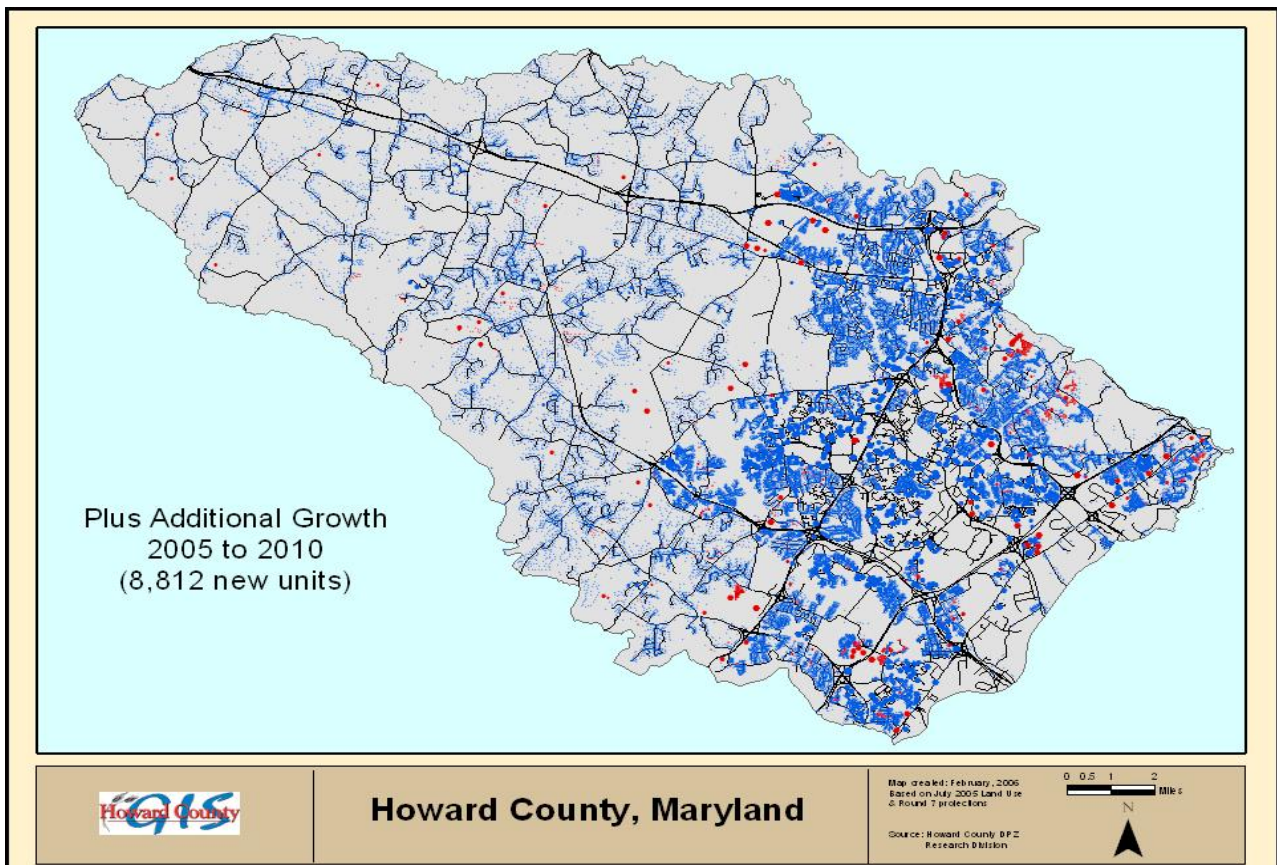 Plus Additional Growth
2005 to 2010
(8,812 new units)
Howard County
GIS
Howard County, Maryland
Map created: February, 2006
Based on July 2005 Land Use
& Round 7 projections
Source: Howard County DPZ
Research Division
0 0.5 1 2
Miles
N